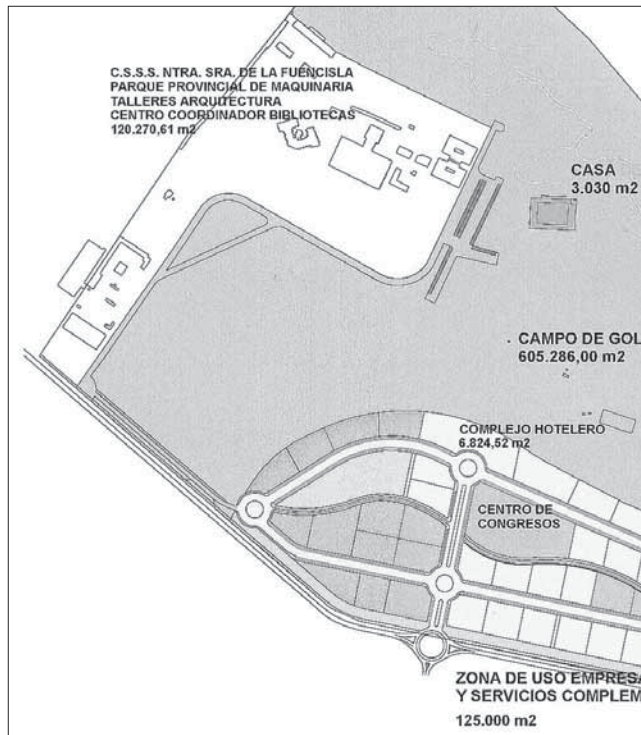 C.S.S.S. NTRA. SRA. DE LA FUENCISLA
PARQUE PROVINCIAL DE MAQUINARIA
TALLERES ARQUITECTURA
CENTRO COORDINADOR BIBLIOTECAS
120.270,61 m2
CASA
3.030 m2
CAMPO DE GOL
605.286,00 m2
COMPLEJO HOTELERO
6.824,52 m2
CENTRO DE
CONGRESOS
ZONA DE USO EMPRESA
Y SERVICIOS COMPLEM
125.000 m2